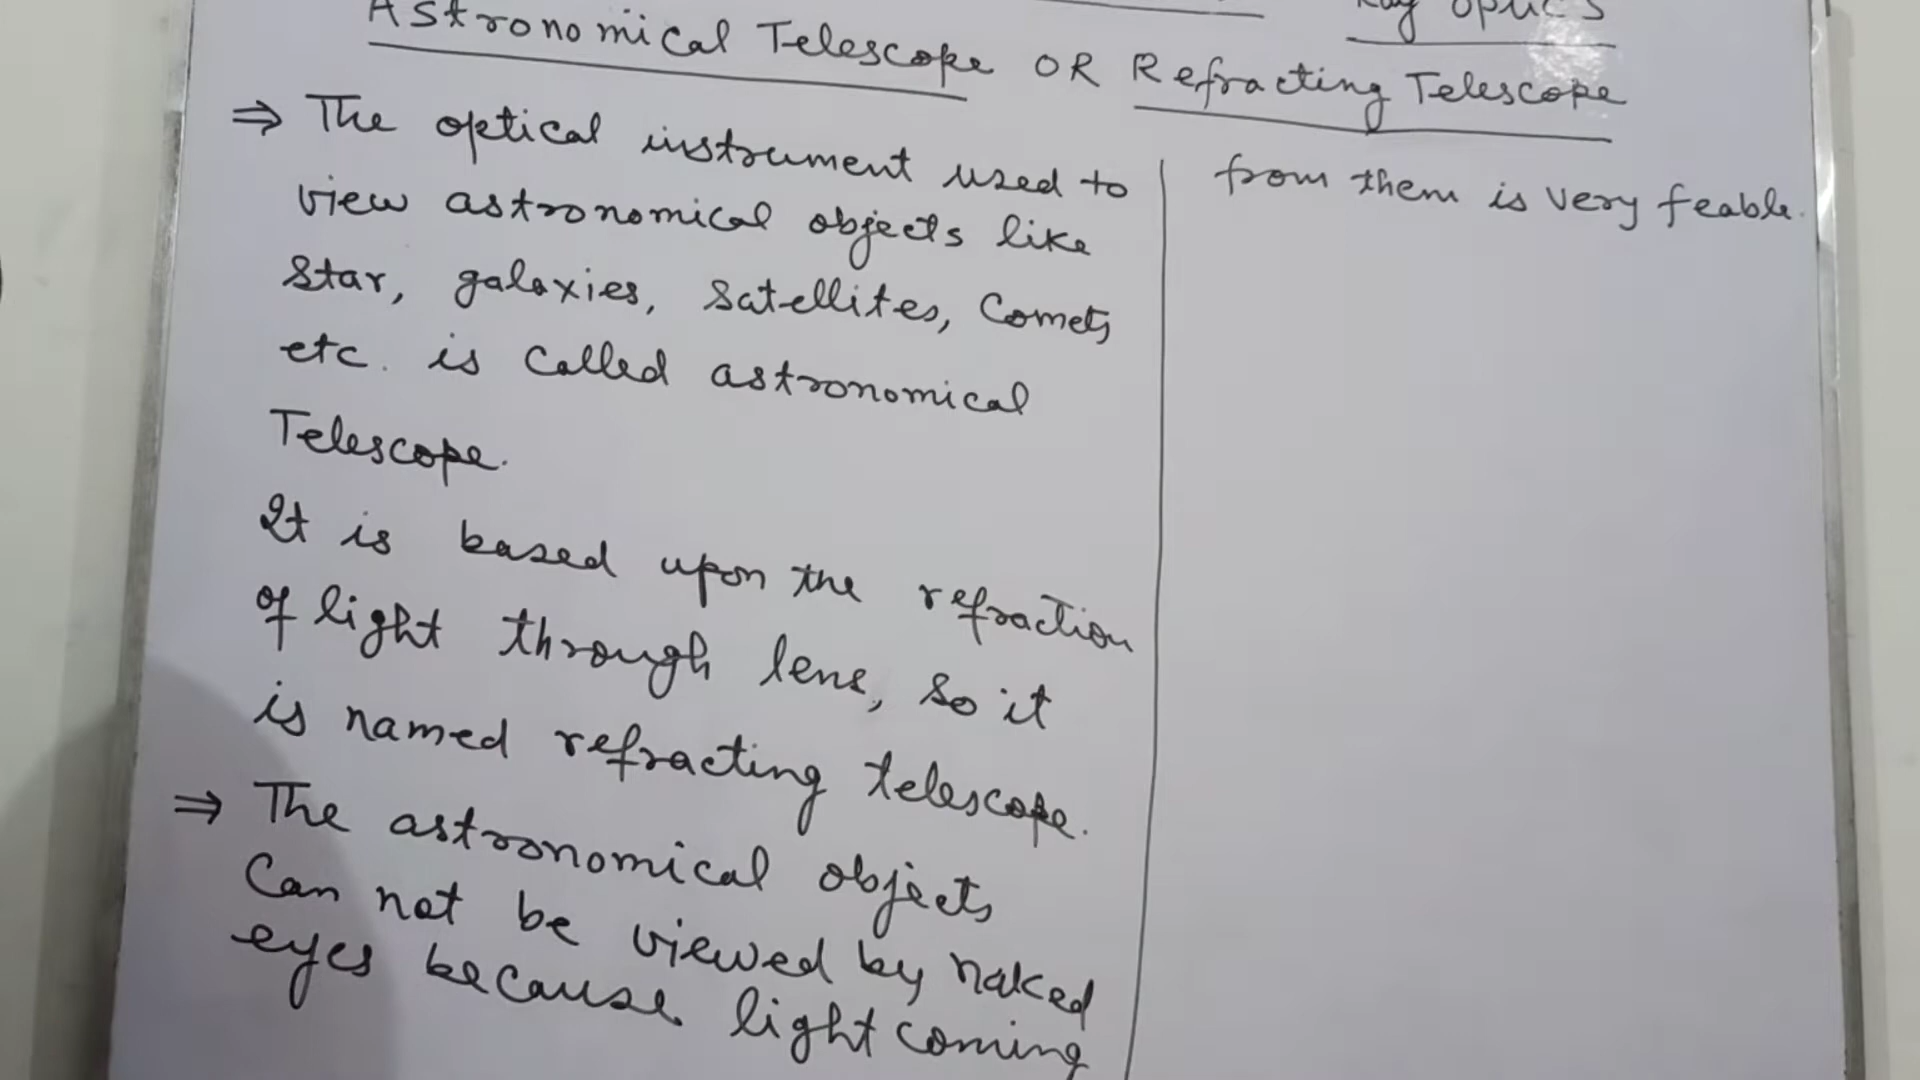 Ray Optics
Astronomical Telescope OR Refracting Telescope
⇒ The optical instrument used to
view astronomical objects like
Star, galaxies, Satellites, Comets
etc. is Called astronomical
Telescope.
It is based upon the refraction
of light through lens, so it
is named refracting telescope.
⇒ The astronomical objects
Can not be viewed by naked
eyes because light coming
from them is very feable.